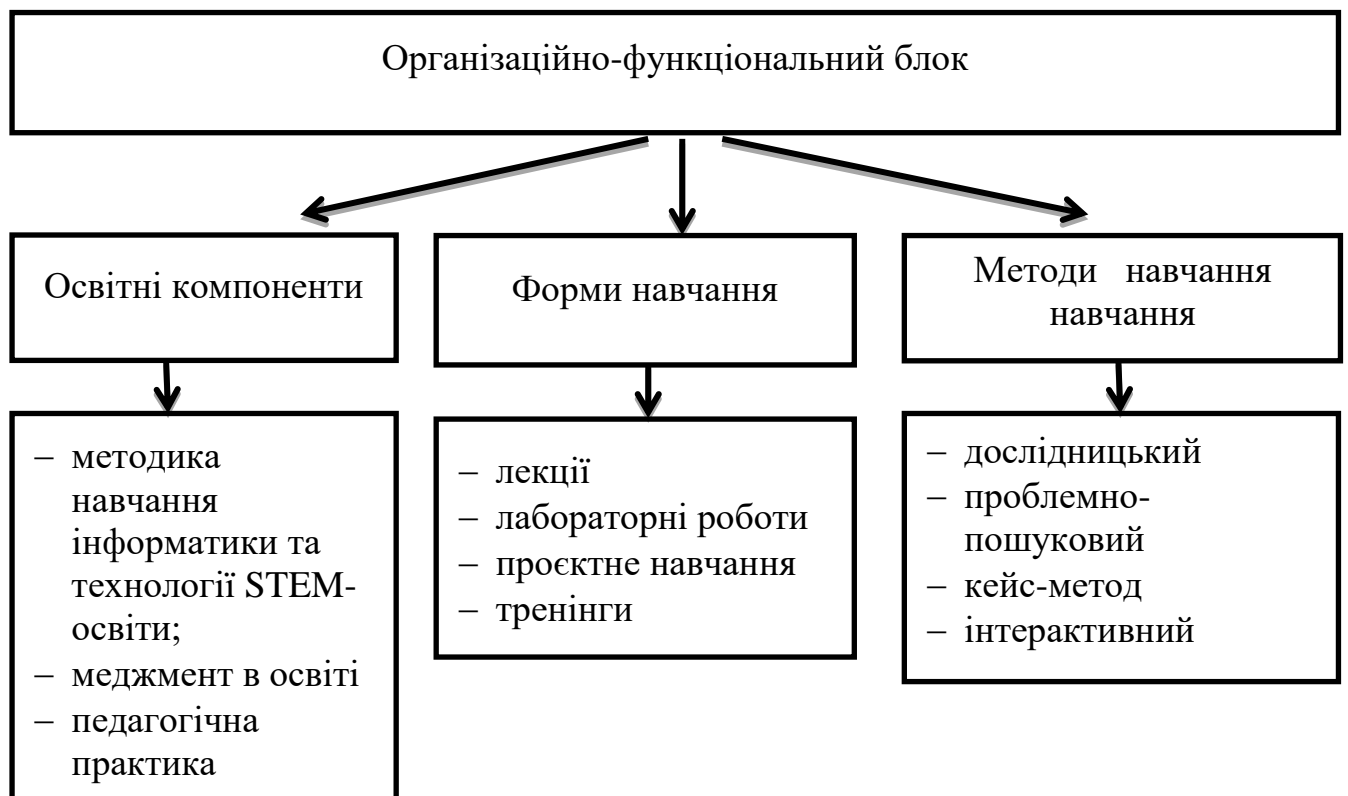 Організаційно-функціональний блок
Освітні компоненти
Форми навчання
Методи навчання
навчання
– методика
навчання
інформатики та
технології STEM-
освіти;
– меджмент в освіті
– педагогічна
практика
– лекції
– лабораторні роботи
– проєктне навчання
– тренінги
– дослідницький
– проблемно-
пошуковий
– кейс-метод
– інтерактивний